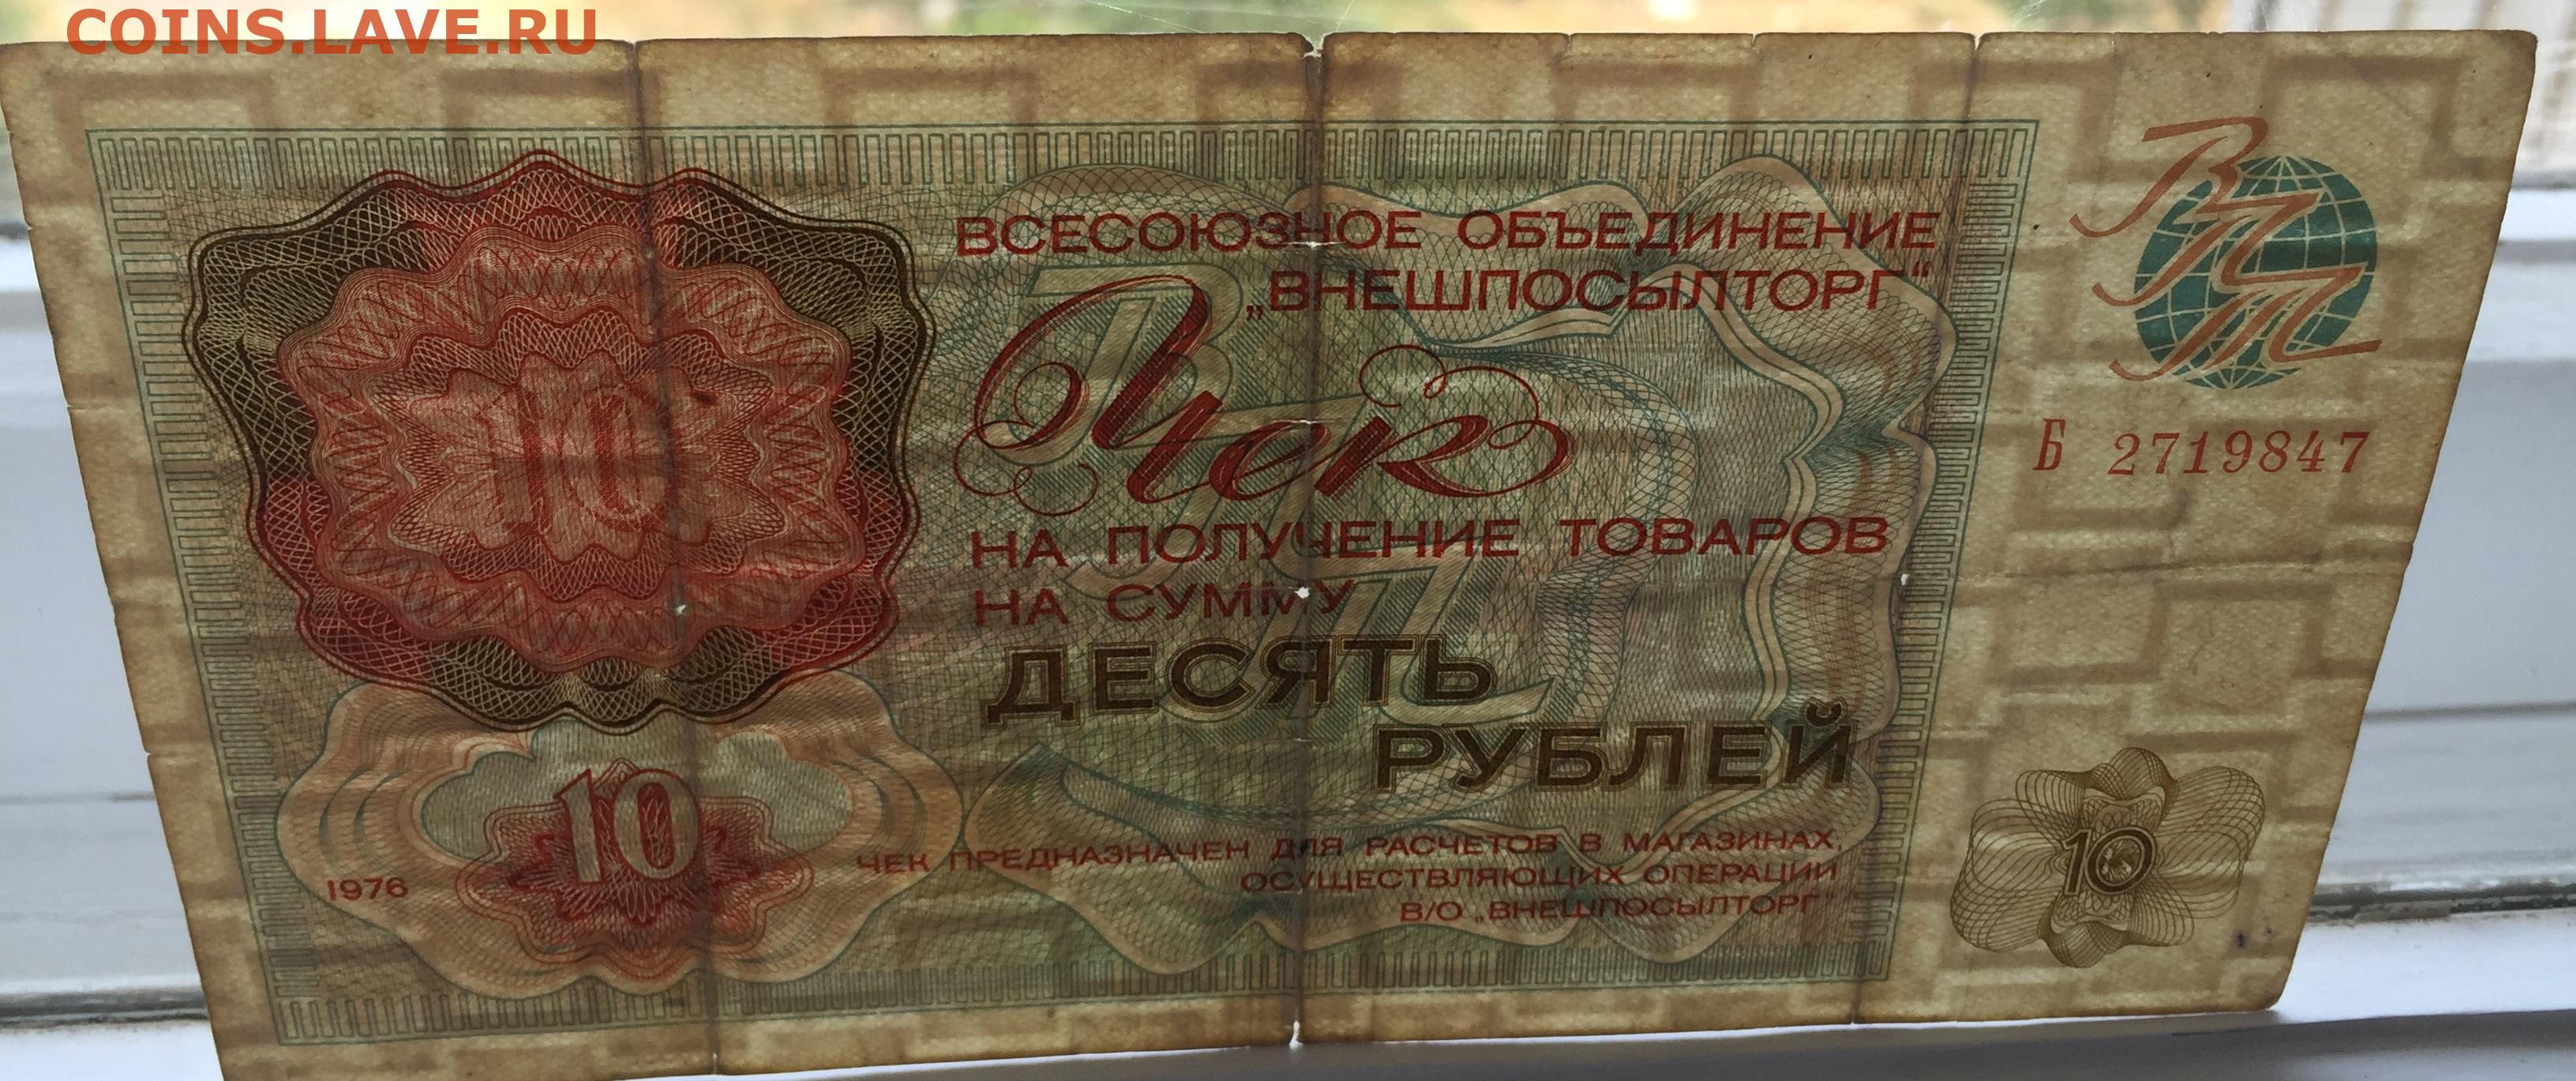 COINS.LAVE.RU
ВСЕСОЮЗНОЕ ОБЪЕДИНЕНИЕ
„ВНЕШПОСЫЛТОРГ“
ВПТ
Чек
Б 2719847
10
НА ПОЛУЧЕНИЕ ТОВАРОВ
НА СУММУ
ДЕСЯТЬ
РУБЛЕЙ
10
10
1976
ЧЕК ПРЕДНАЗНАЧЕН ДЛЯ РАСЧЕТОВ В МАГАЗИНАХ,
ОСУЩЕСТВЛЯЮЩИХ ОПЕРАЦИИ
В/О „ВНЕШПОСЫЛТОРГ“